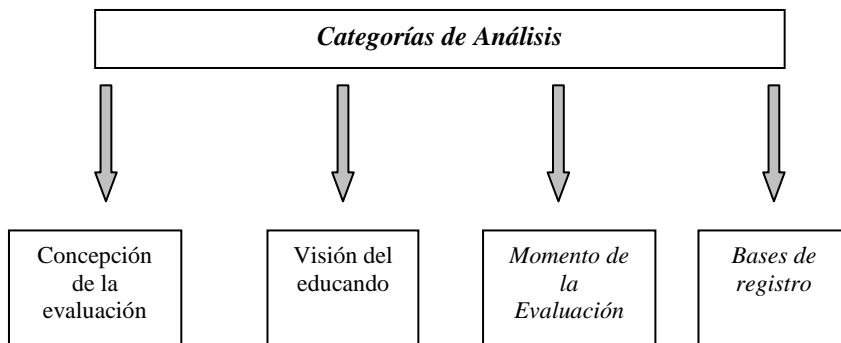 Categorías de Análisis
Concepción
de la
evaluación
Visión del
educando
Momento de
la
Evaluación
Bases de
registro